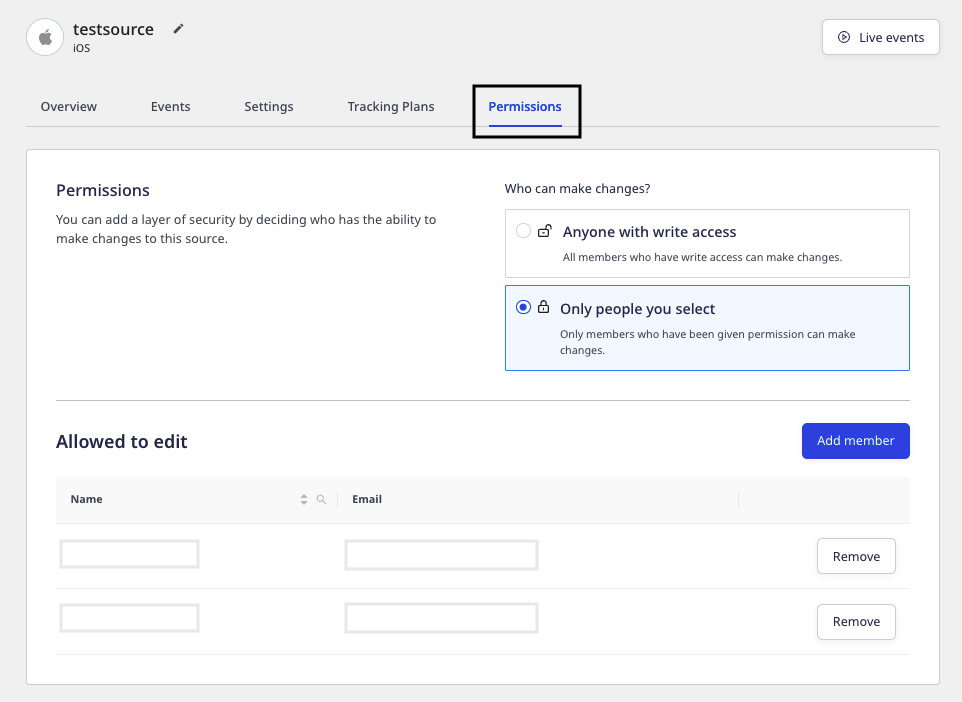 testsource
iOS
Live events
Overview
Events
Settings
Tracking Plans
Permissions
Permissions
You can add a layer of security by deciding who has the ability to
make changes to this source.
Who can make changes?
Anyone with write access
All members who have write access can make changes.
Only people you select
Only members who have been given permission can make
changes.
Allowed to edit
Add member
Name
Email
Remove
Remove